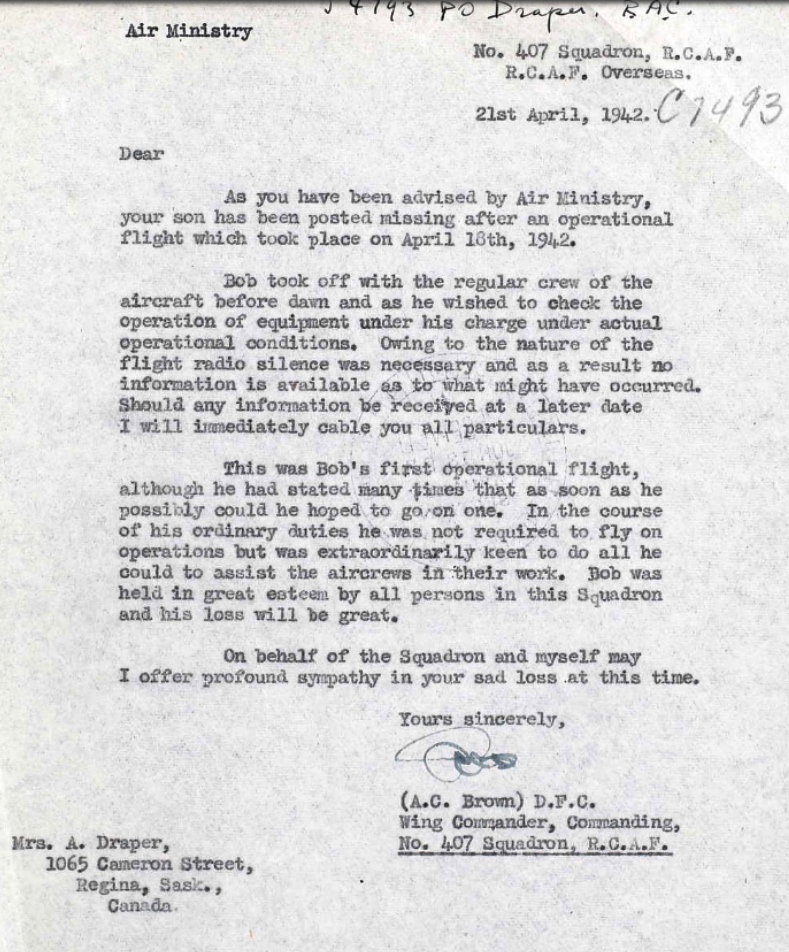 J 4793 PO Draper. B.A.C.
Air Ministry
No. 407 Squadron, R.C.A.F.
R.C.A.F. Overseas.
21st April, 1942.
C7493
Dear
As you have been advised by Air Ministry,
your son has been posted missing after an operational
flight which took place on April 18th, 1942.
Bob took off with the regular crew of the
aircraft before dawn and as he wished to check the
operation of equipment under his charge under actual
operational conditions. Owing to the nature of the
flight radio silence was necessary and as a result no
information is available as to what might have occurred.
Should any information be received at a later date
I will immediately cable you all particulars.
This was Bob's first operational flight,
although he had stated many times that as soon as he
possibly could he hoped to go on one. In the course
of his ordinary duties he was not required to fly on
operations but was extraordinarily keen to do all he
could to assist the aircrews in their work. Bob was
held in great esteem by all persons in this Squadron
and his loss will be great.
On behalf of the Squadron and myself may
I offer profound sympathy in your sad loss at this time.
Yours sincerely,
(A.C. Brown) D.F.C.
Wing Commander, Commanding,
No. 407 Squadron, R.C.A.F.
Mrs. A. Draper,
1065 Cameron Street,
Regina, Sask.,
Canada.